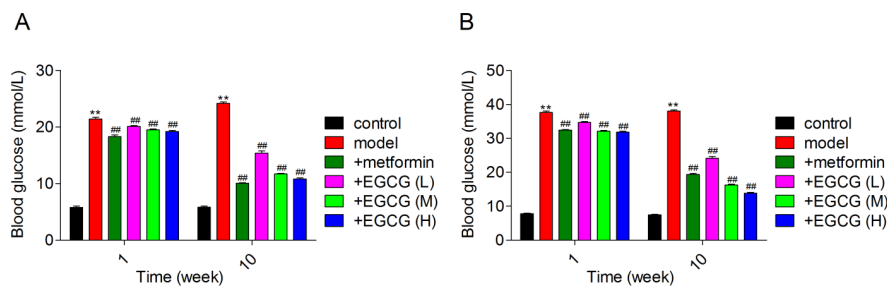 A
Blood glucose (mmol/L)
30
20
10
0
**
##
##
##
##
**
##
##
##
##
1
10
Time (week)
control
model
+metformin
+EGCG (L)
+EGCG (M)
+EGCG (H)
B
Blood glucose (mmol/L)
50
40
30
20
10
0
**
##
##
##
##
**
##
##
##
##
1
10
Time (week)
control
model
+metformin
+EGCG (L)
+EGCG (M)
+EGCG (H)